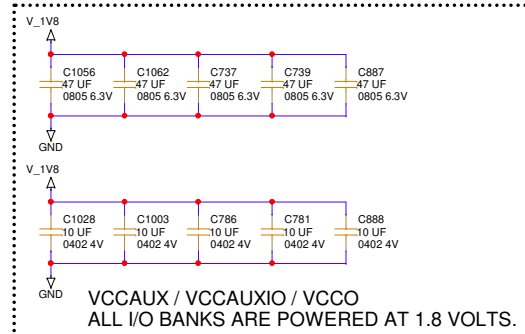 V_1V8
C1056 C1062 C737 C739 C887
47 UF 47 UF 47 UF 47 UF 47 UF
0805 6.3V 0805 6.3V 0805 6.3V 0805 6.3V 0805 6.3V
GND
V_1V8
C1028 C1003 C786 C781 C888
10 UF 10 UF 10 UF 10 UF 10 UF
0402 4V 0402 4V 0402 4V 0402 4V 0402 4V
GND
VCCAUX / VCCAUXIO / VCCO
ALL I/O BANKS ARE POWERED AT 1.8 VOLTS.